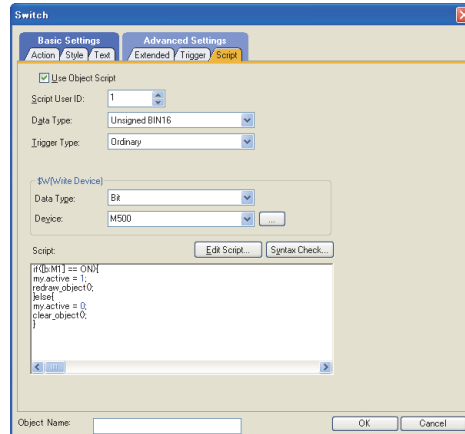 Switch
Basic Settings
Advanced Settings
Action Style Text
Extended Trigger Script
Use Object Script
Script User ID: 1
Data Type: Unsigned BIN16
Trigger Type: Ordinary
$W(Write Device)
Data Type: Bit
Device: M500 ...
Script: Edit Script... Syntax Check...
if([b:M1] == ON){
my.active = 1;
redraw_object();
}else{
my.active = 0;
clear_object();
}
Object Name: OK Cancel